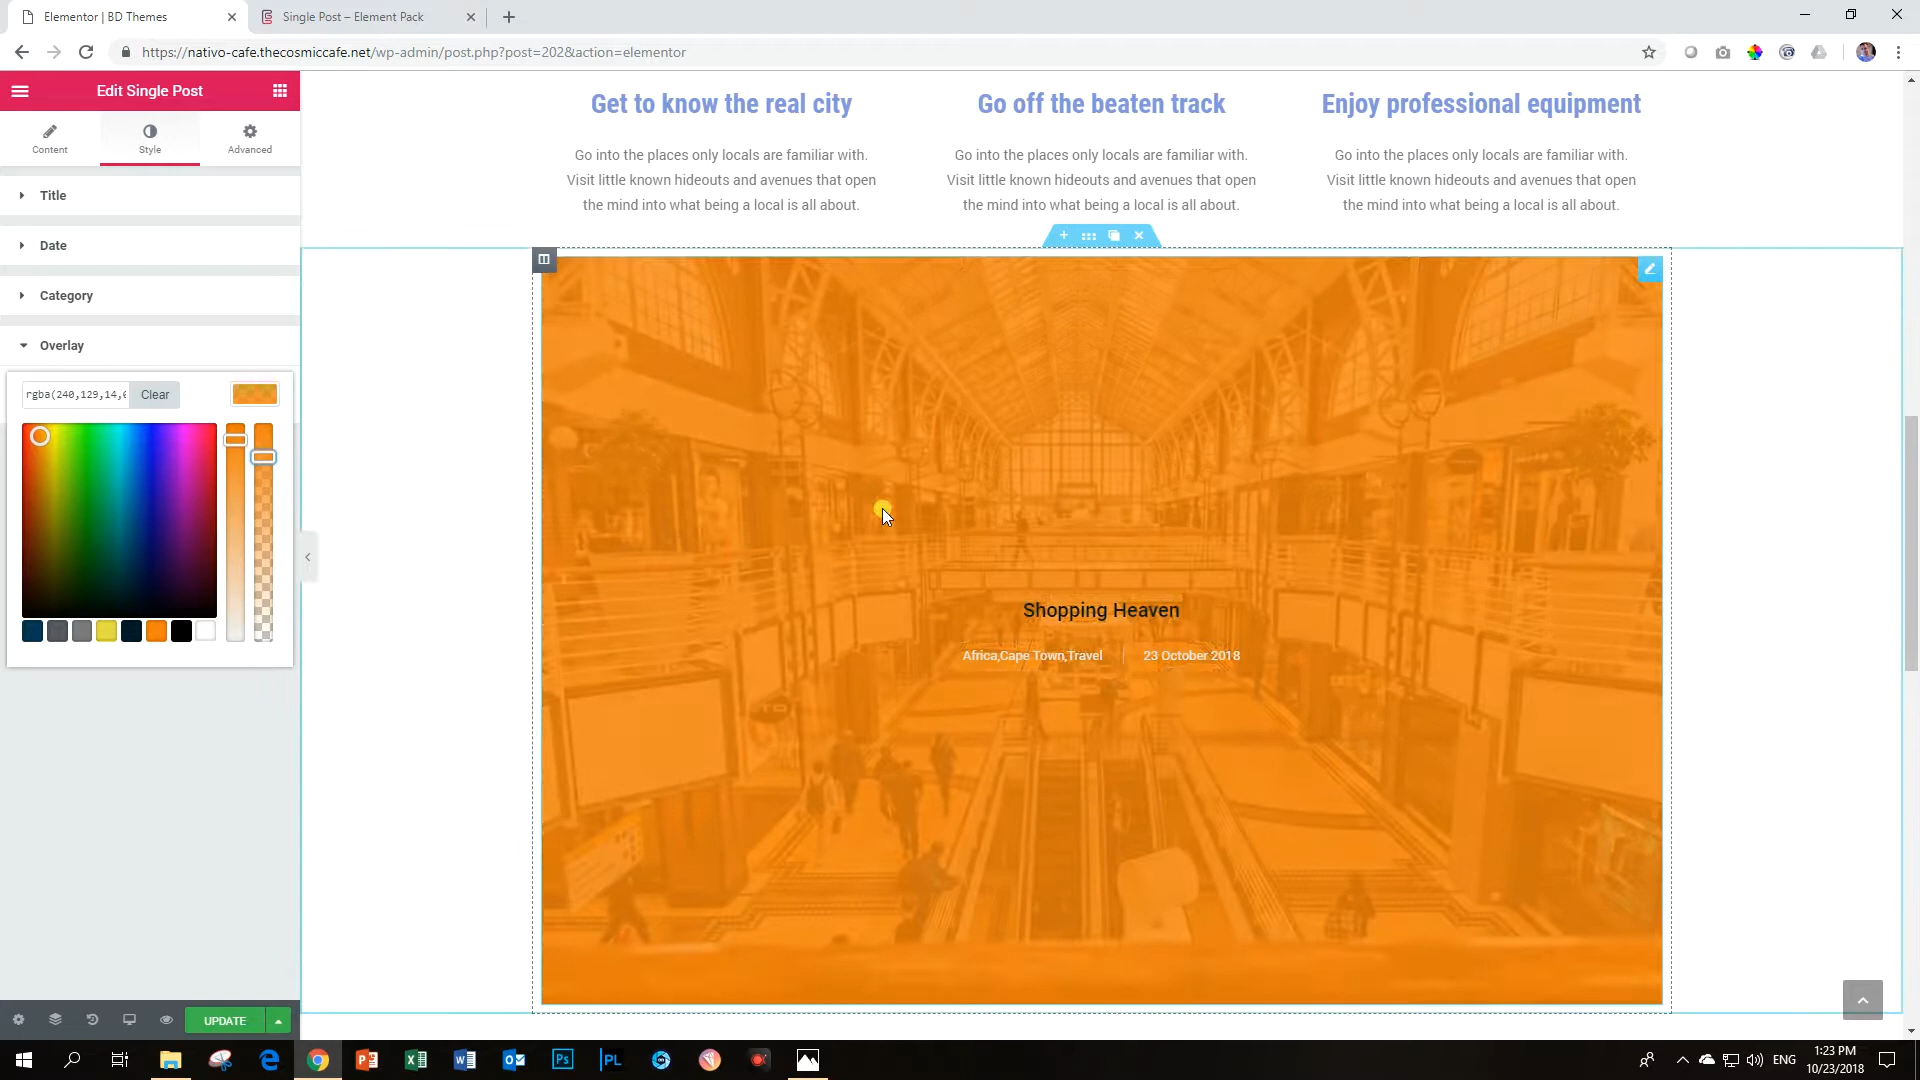 Elementor | BD Themes
Single Post – Element Pack
https://nativo-cafe.thecosmiccafe.net/wp-admin/post.php?post=202&action=elementor
Edit Single Post
Content
Style
Advanced
Title
Date
Category
Overlay
rgba(240,129,14,0
Clear
UPDATE
Get to know the real city
Go into the places only locals are familiar with.
Visit little known hideouts and avenues that open
the mind into what being a local is all about.
Go off the beaten track
Go into the places only locals are familiar with.
Visit little known hideouts and avenues that open
the mind into what being a local is all about.
Enjoy professional equipment
Go into the places only locals are familiar with.
Visit little known hideouts and avenues that open
the mind into what being a local is all about.
Shopping Heaven
Africa,Cape Town,Travel
23 October 2018
Ps
PL
ENG
1:23 PM
10/23/2018